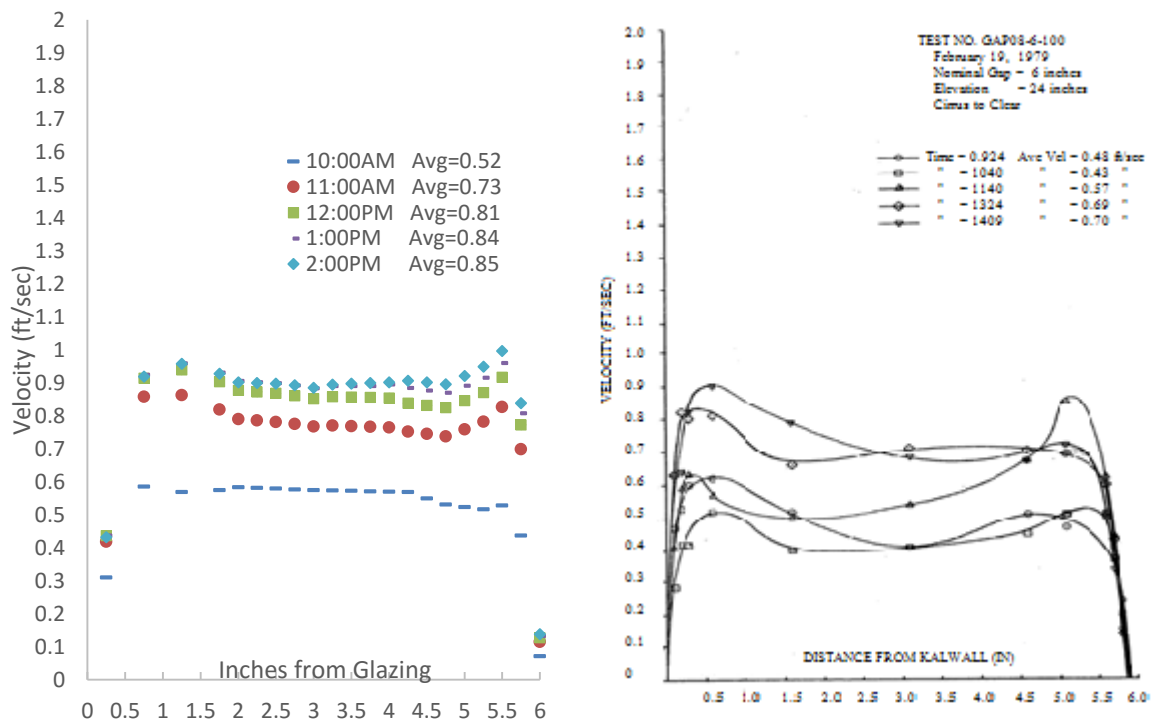 2
1.9
1.8
1.7
1.6
1.5
1.4
1.3
1.2
1.1
1
0.9
0.8
0.7
0.6
0.5
0.4
0.3
0.2
0.1
0
Velocity (ft/sec)
10:00AM Avg=0.52
11:00AM Avg=0.73
12:00PM Avg=0.81
1:00PM Avg=0.84
2:00PM Avg=0.85
Inches from Glazing
0 0.5 1 1.5 2 2.5 3 3.5 4 4.5 5 5.5 6
TEST NO. GAP08-6-100
February 19, 1979
Nominal Gap - 6 inches
Elevation - 24 inches
Cirrus to Clear
Time - 0.924 Ave Vel - 0.48 ft/sec
" - 1040 " - 0.43 "
" - 1140 " - 0.57 "
" - 1324 " - 0.69 "
" - 1409 " - 0.70 "
2.0
1.9
1.8
1.7
1.6
1.5
1.4
1.3
1.2
1.1
1.0
0.9
0.8
0.7
0.6
0.5
0.4
0.3
0.2
0.1
0
VELOCITY (FT/SEC)
DISTANCE FROM KALWALL (IN)
0.5 1.0 1.5 2.0 2.5 3.0 4.0 4.5 5.0 5.5 6.0